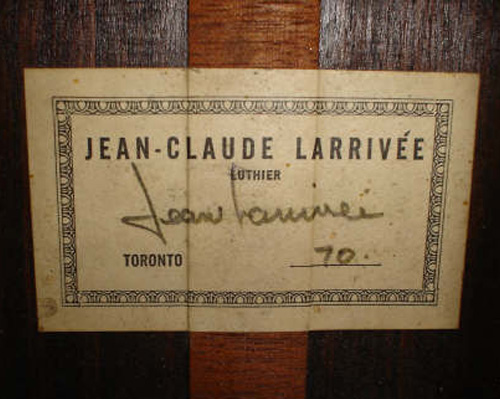 JEAN-CLAUDE LARRIVÉE
LUTHIER
Jean Larrivée
TORONTO 70.